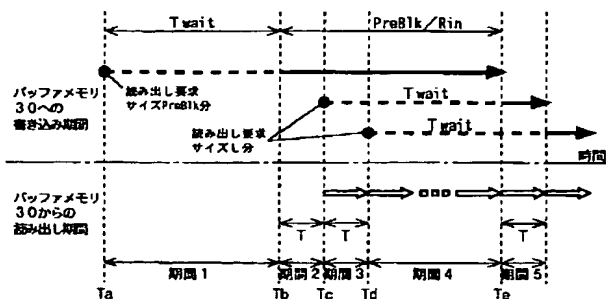 Twait
PreBlk/Rin
バッファメモリ
30への
書き込み期間
読み出し要求
サイズPreBlk分
Twait
読み出し要求
サイズL分
Twait
時間
バッファメモリ
30からの
読み出し期間
T
T
T
期間1
期間2
期間3
期間4
期間5
Ta
Tb
Tc
Td
Te